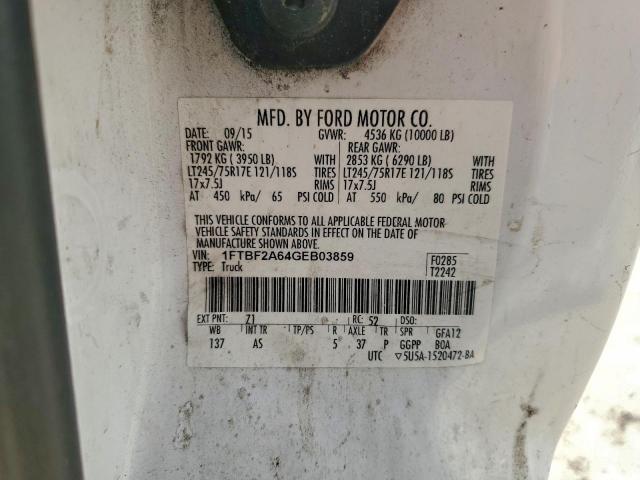 MFD. BY FORD MOTOR CO.
DATE: 09/15 GVWR: 4536 KG (10000 LB)
FRONT GAWR: REAR GAWR:
1792 KG ( 3950 LB) WITH 2853 KG ( 6290 LB) WITH
LT245/75R17E 121/118S TIRES LT245/75R17E 121/118S TIRES
17x7.5J RIMS 17x7.5J RIMS
AT 450 kPa/ 65 PSI COLD AT 550 kPa/ 80 PSI COLD
THIS VEHICLE CONFORMS TO ALL APPLICABLE FEDERAL MOTOR
VEHICLE SAFETY STANDARDS IN EFFECT ON THE DATE OF
MANUFACTURE SHOWN ABOVE.
VIN: 1FTBF2A64GEB03859 F0285
TYPE: Truck T2242
EXT PNT: Z1 RC: 52 DSO:
WB INT TR TP/PS R AXLE TR SPR GFA12
137 AS 5 37 P GGPP BOA
UTC 5U5A-1520472-BA